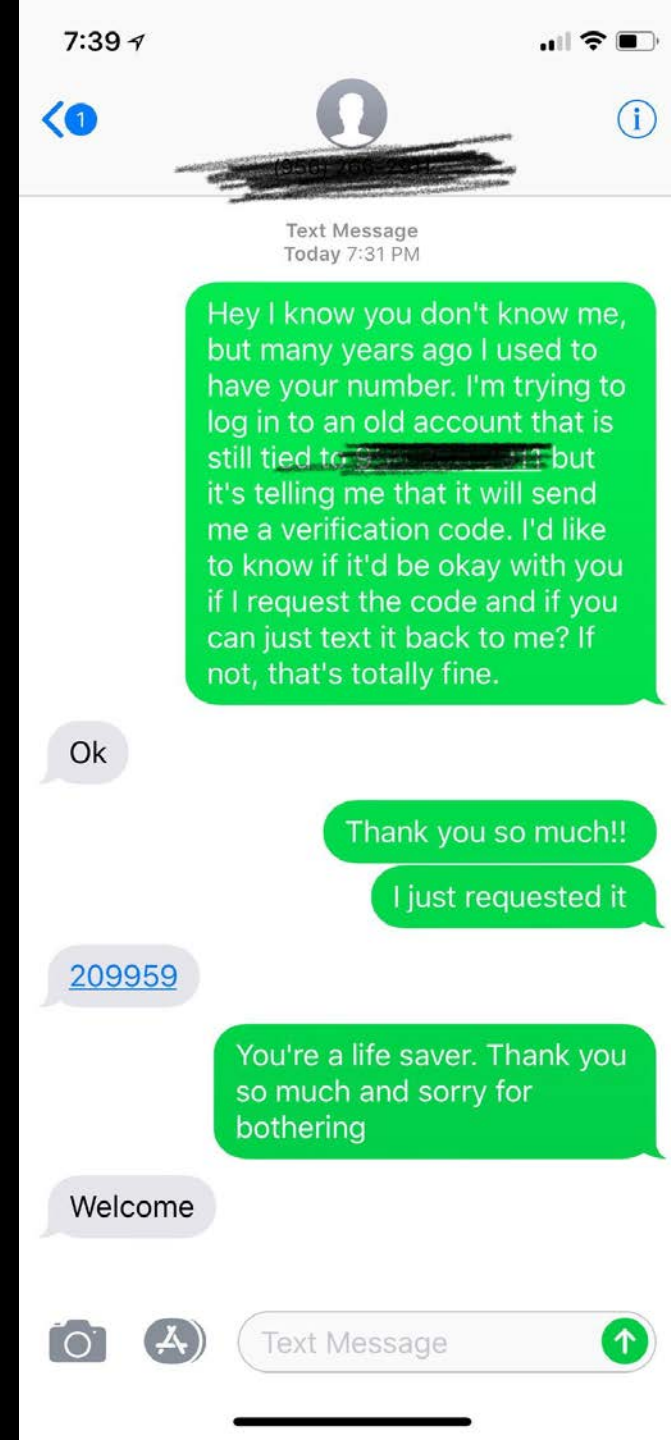 7:39
1
Text Message
Today 7:31 PM
Hey I know you don't know me,
but many years ago I used to
have your number. I'm trying to
log in to an old account that is
still tied to but
it's telling me that it will send
me a verification code. I'd like
to know if it'd be okay with you
if I request the code and if you
can just text it back to me? If
not, that's totally fine.
Ok
Thank you so much!!
I just requested it
209959
You're a life saver. Thank you
so much and sorry for
bothering
Welcome
Text Message